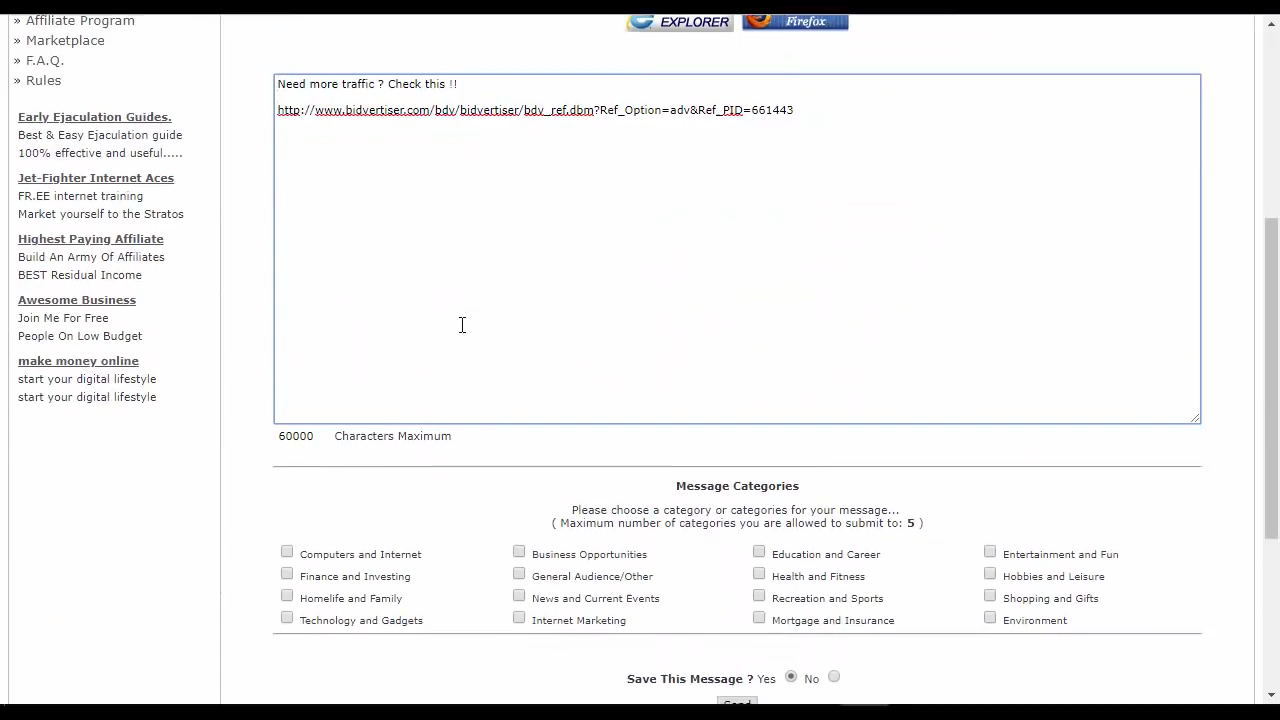 » Affiliate Program
» Marketplace
» F.A.Q.
» Rules
Early Ejaculation Guides.
Best & Easy Ejaculation guide
100% effective and useful.....
Jet-Fighter Internet Aces
FR.EE internet training
Market yourself to the Stratos
Highest Paying Affiliate
Build An Army Of Affiliates
BEST Residual Income
Awesome Business
Join Me For Free
People On Low Budget
make money online
start your digital lifestyle
start your digital lifestyle
EXPLORER
Firefox
Need more traffic ? Check this !!
http://www.bidvertiser.com/bdv/bidvertiser/bdv_ref.dbm?Ref_Option=adv&Ref_PID=661443
60000 Characters Maximum
Message Categories
Please choose a category or categories for your message...
( Maximum number of categories you are allowed to submit to: 5 )
Computers and Internet Business Opportunities Education and Career Entertainment and Fun
Finance and Investing General Audience/Other Health and Fitness Hobbies and Leisure
Homelife and Family News and Current Events Recreation and Sports Shopping and Gifts
Technology and Gadgets Internet Marketing Mortgage and Insurance Environment
Save This Message ? Yes No
Send